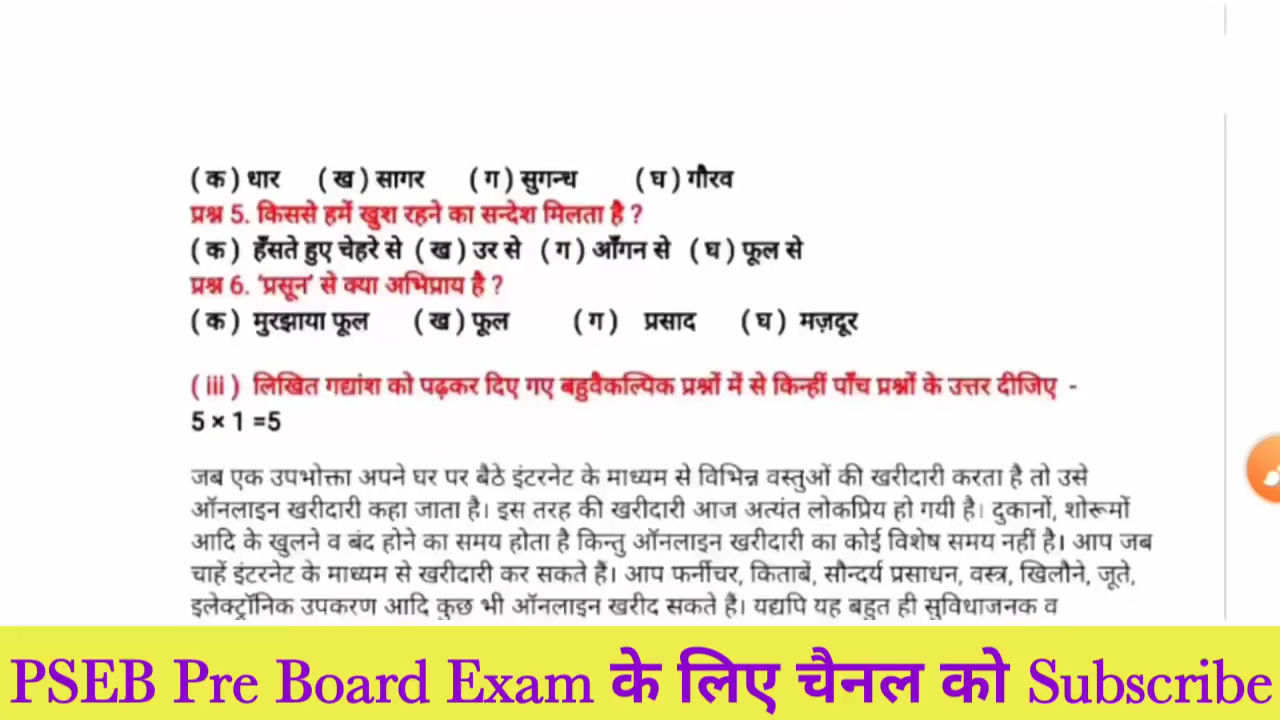 ( क ) धार ( ख ) सागर ( ग ) सुगन्ध ( घ ) गौरव
प्रश्न 5. किससे हमें खुश रहने का सन्देश मिलता है ?
( क ) हँसते हुए चेहरे से ( ख ) उर से ( ग ) आँगन से ( घ ) फूल से
प्रश्न 6. 'प्रसून' से क्या अभिप्राय है ?
( क ) मुरझाया फूल ( ख ) फूल ( ग ) प्रसाद ( घ ) मज़दूर
( iii ) लिखित गद्यांश को पढ़कर दिए गए बहुवैकल्पिक प्रश्नों में से किन्हीं पाँच प्रश्नों के उत्तर दीजिए -
5 × 1 =5
जब एक उपभोक्ता अपने घर पर बैठे इंटरनेट के माध्यम से विभिन्न वस्तुओं की खरीदारी करता है तो उसे
ऑनलाइन खरीदारी कहा जाता है। इस तरह की खरीदारी आज अत्यंत लोकप्रिय हो गयी है। दुकानों, शोरूमों
आदि के खुलने व बंद होने का समय होता है किन्तु ऑनलाइन खरीदारी का कोई विशेष समय नहीं है। आप जब
चाहें इंटरनेट के माध्यम से खरीदारी कर सकते हैं। आप फर्नीचर, किताबें, सौन्दर्य प्रसाधन, वस्त्र, खिलौने, जूते,
इलेक्ट्रॉनिक उपकरण आदि कुछ भी ऑनलाइन खरीद सकते हैं। यद्यपि यह बहुत ही सुविधाजनक व
PSEB Pre Board Exam के लिए चैनल को Subscribe